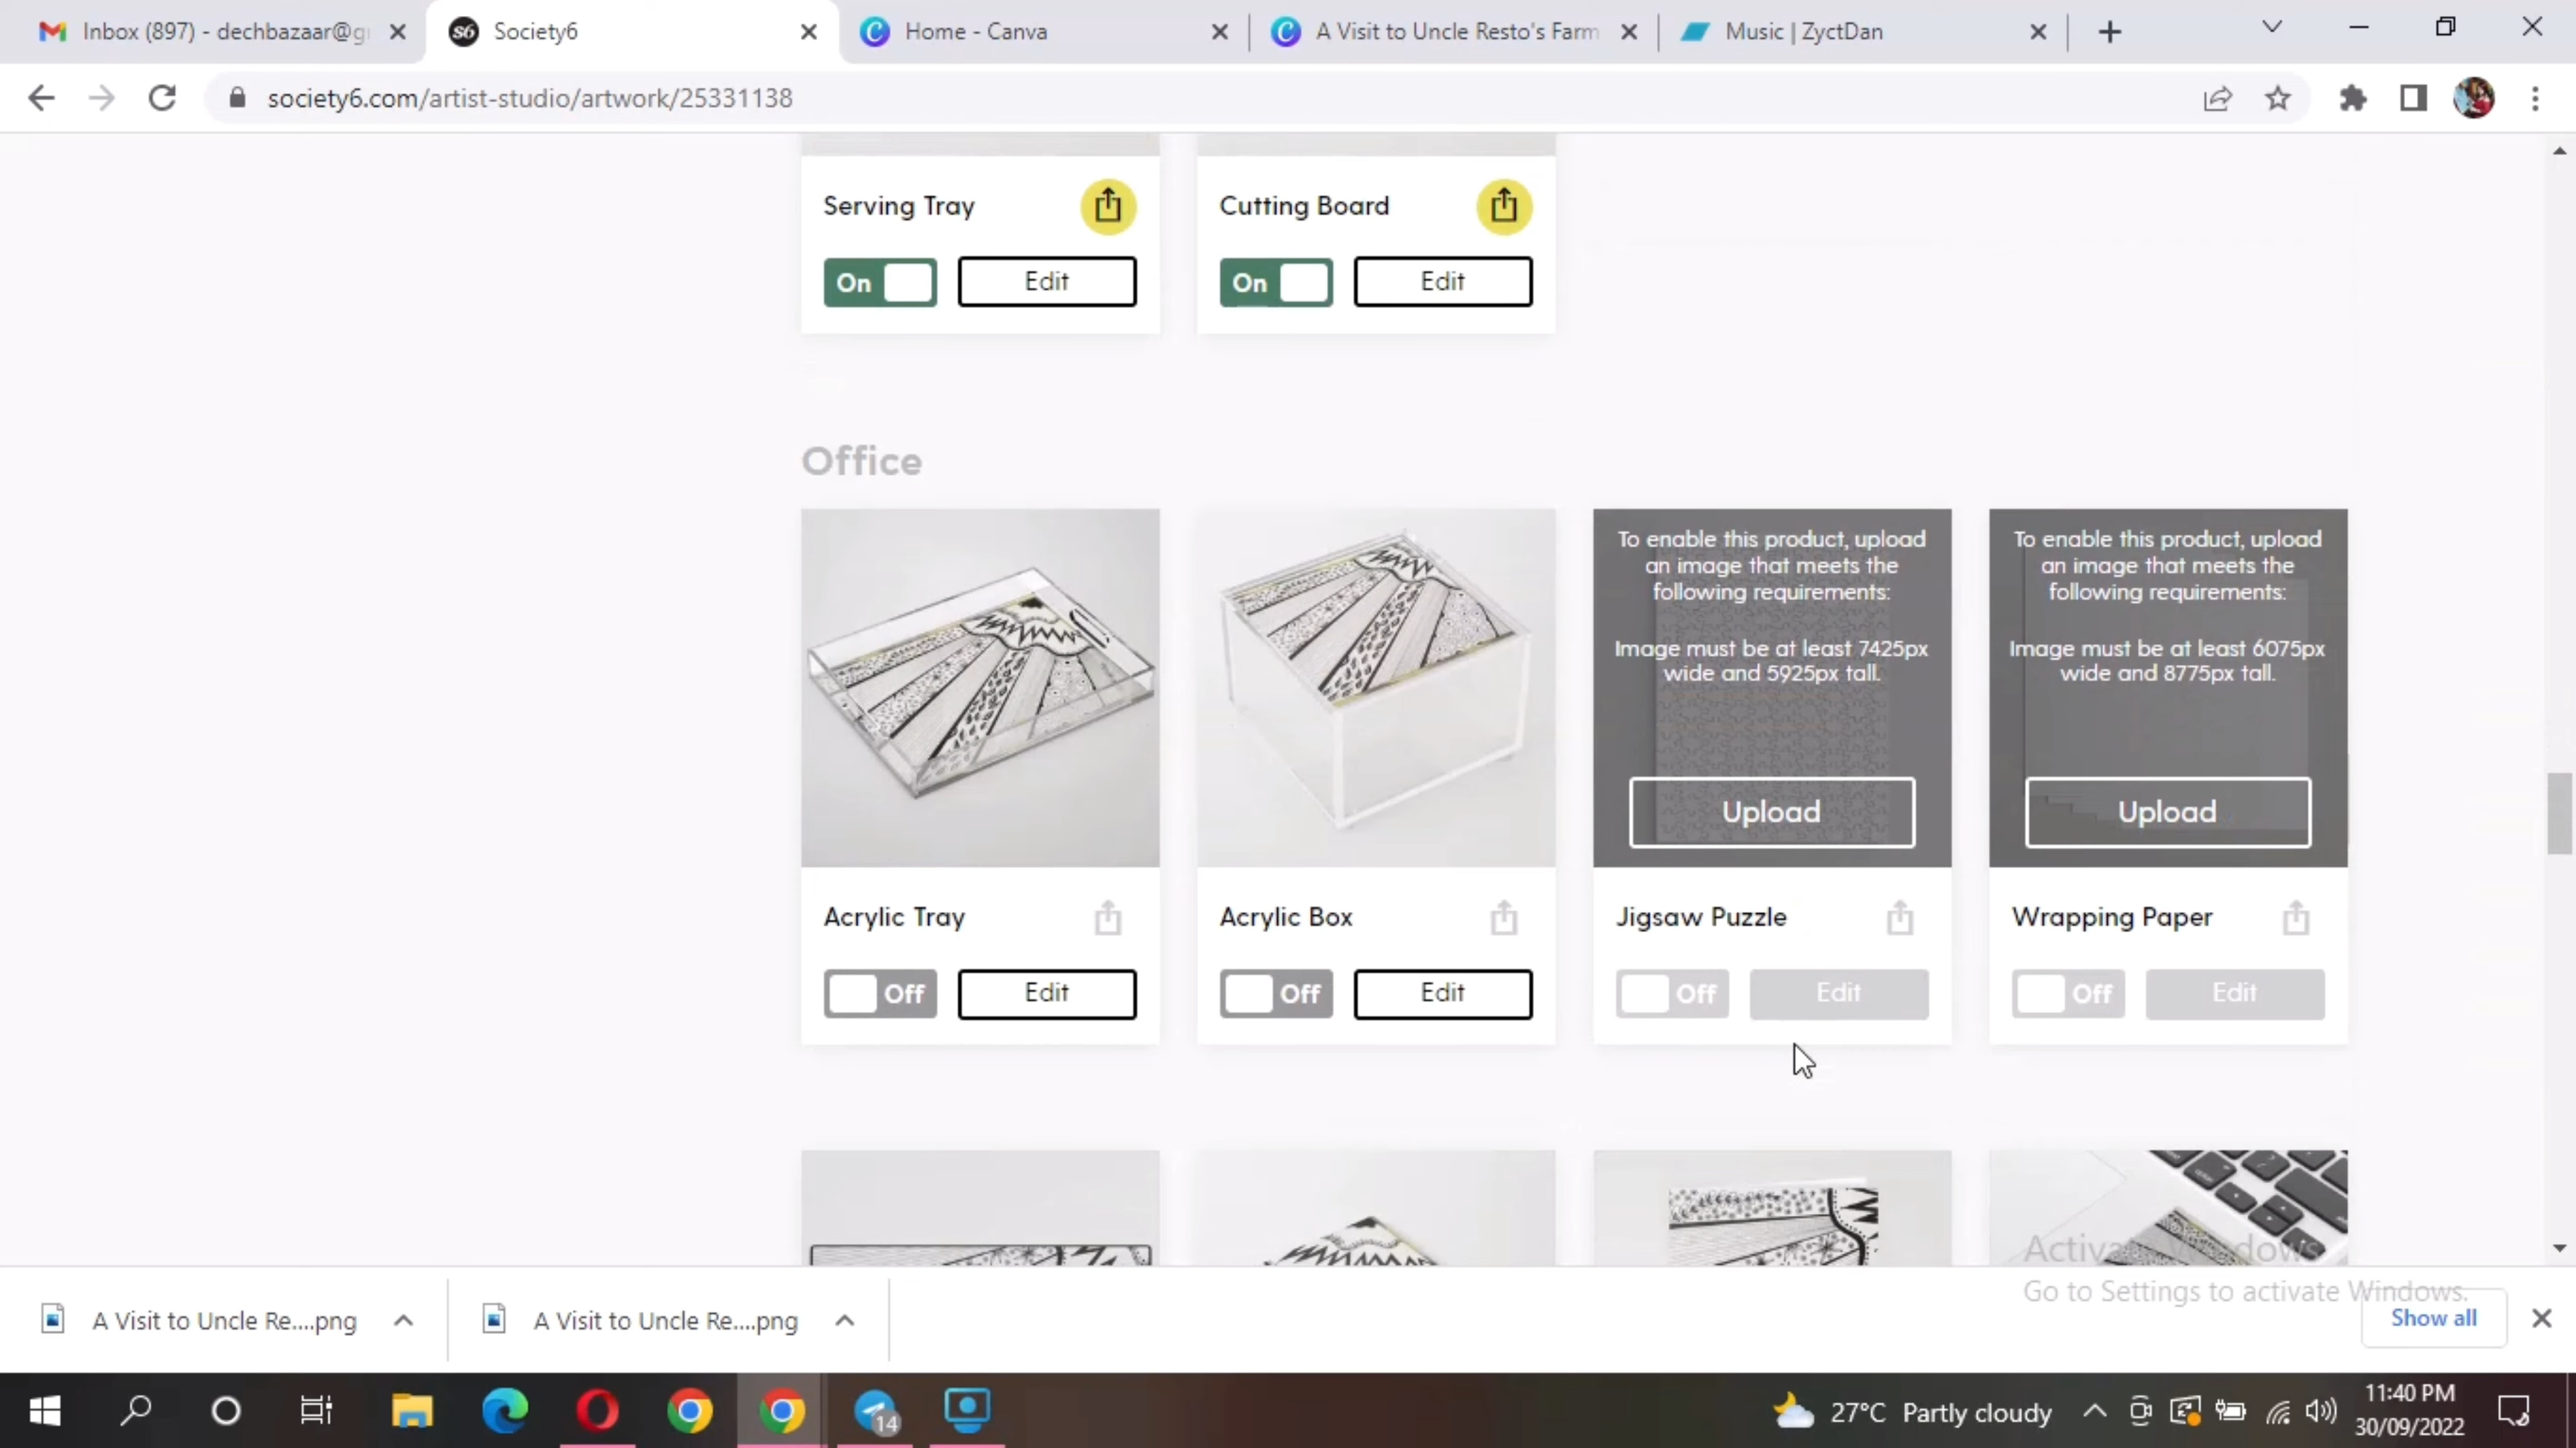 Inbox (897) - dechbazaar@g
Society6
Home - Canva
A Visit to Uncle Resto's Farm
Music | ZyctDan
society6.com/artist-studio/artwork/25331138
Serving Tray
Cutting Board
On
Edit
On
Edit
Office
To enable this product, upload
an image that meets the
following requirements:
Image must be at least 7425px
wide and 5925px tall.
Upload
To enable this product, upload
an image that meets the
following requirements:
Image must be at least 6075px
wide and 8775px tall.
Upload
Acrylic Tray
Acrylic Box
Jigsaw Puzzle
Wrapping Paper
Off
Edit
Off
Edit
Off
Edit
Off
Edit
Activate Windows
Go to Settings to activate Windows.
A Visit to Uncle Re....png
A Visit to Uncle Re....png
Show all
14
27°C Partly cloudy
11:40 PM
30/09/2022